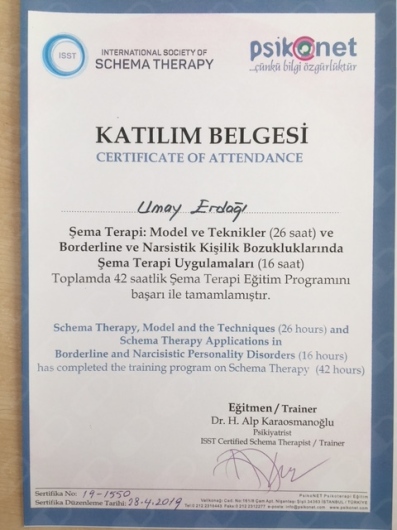 ISST
INTERNATIONAL SOCIETY OF
SCHEMA THERAPY
psikonet
...çünkü bilgi özgürlüktür
KATILIM BELGESİ
CERTIFICATE OF ATTENDANCE
Umay Erdağı
Şema Terapi: Model ve Teknikler (26 saat) ve
Borderline ve Narsistik Kişilik Bozukluklarında
Şema Terapi Uygulamaları (16 saat)
Toplamda 42 saatlik Şema Terapi Eğitim Programını
başarı ile tamamlamıştır.
Schema Therapy, Model and the Techniques (26 hours) and
Schema Therapy Applications in
Borderline and Narcisistic Personality Disorders (16 hours)
has completed the training program on Schema Therapy (42 hours)
Eğitmen / Trainer
Dr. H. Alp Karaosmanoğlu
Psikiyatrist
ISST Certified Schema Therapist / Trainer
Sertifika No: 19-1550
Sertifika Düzenleme Tarihi: 28.4.2019
PsikoNET Psikoterapi Eğitim